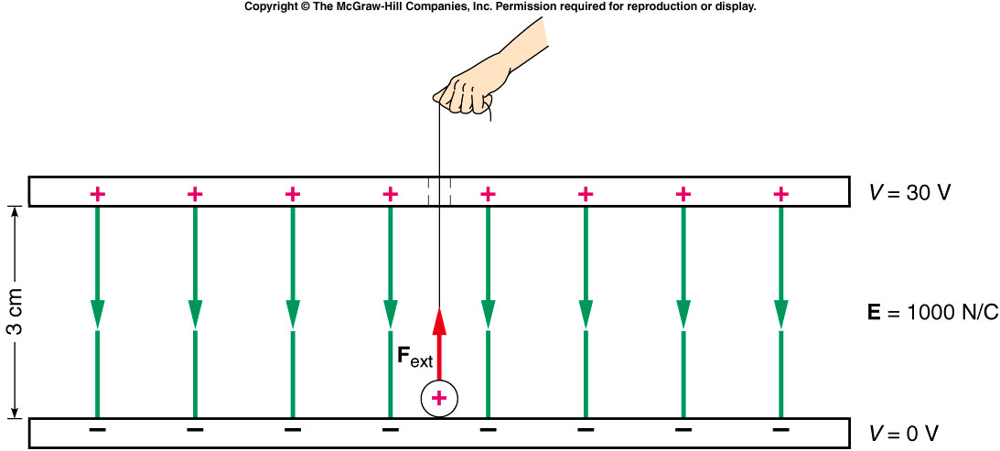 Copyright © The McGraw-Hill Companies, Inc. Permission required for reproduction or display.
+ + + + + + + +
V = 30 V
3 cm
E = 1000 N/C
Fext
+
− − − − − − − −
V = 0 V